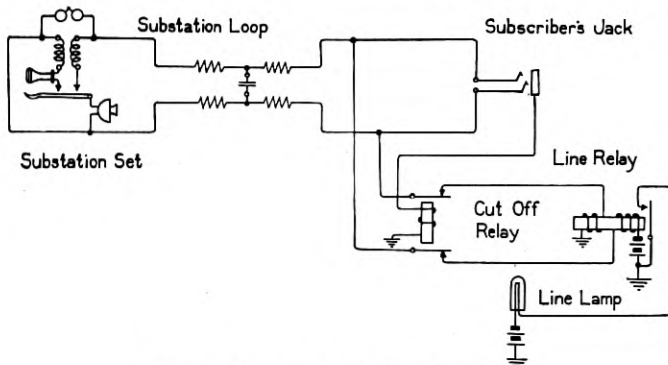 Substation Loop
Subscriber's Jack
Substation Set
Line Relay
Cut Off
Relay
Line Lamp